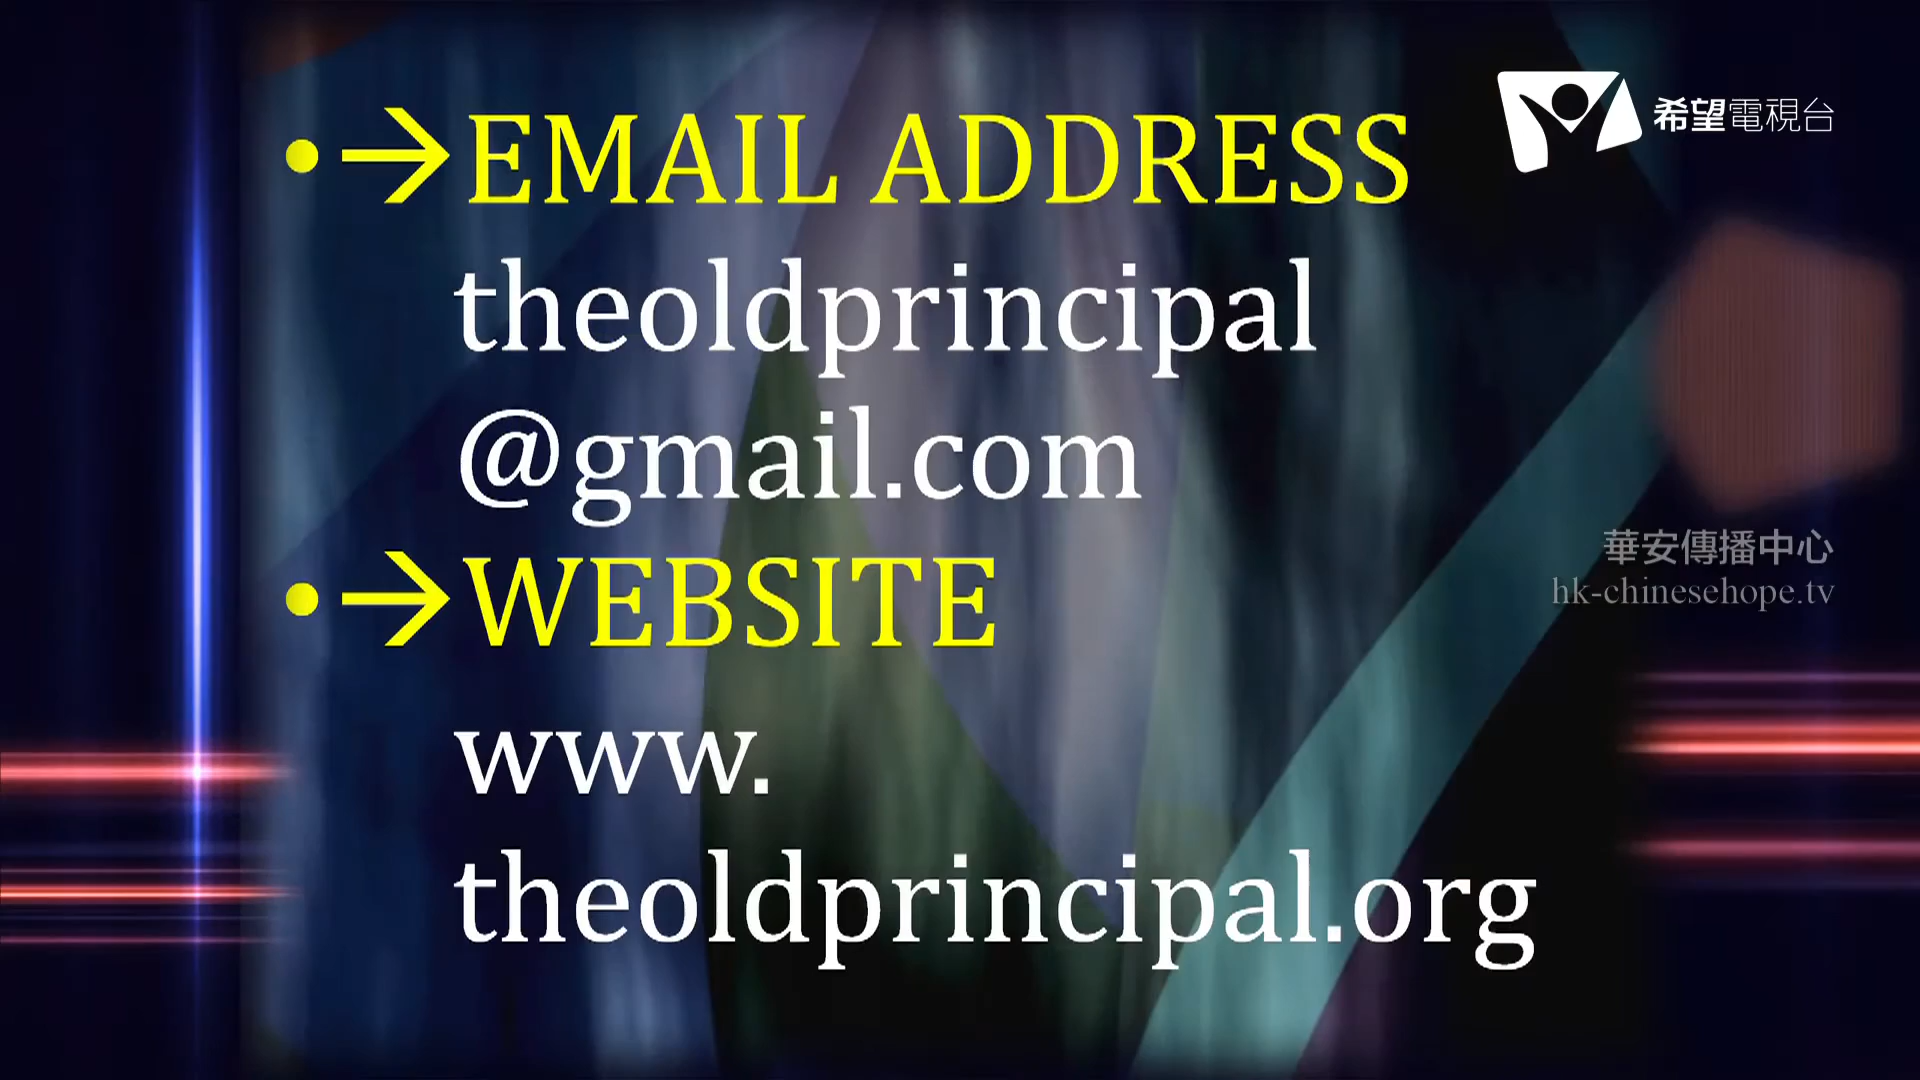 •→EMAIL ADDRESS
theoldprincipal
@gmail.com
•→WEBSITE
www.
theoldprincipal.org
希望電視台
華安傳播中心
hk-chinesehope.tv